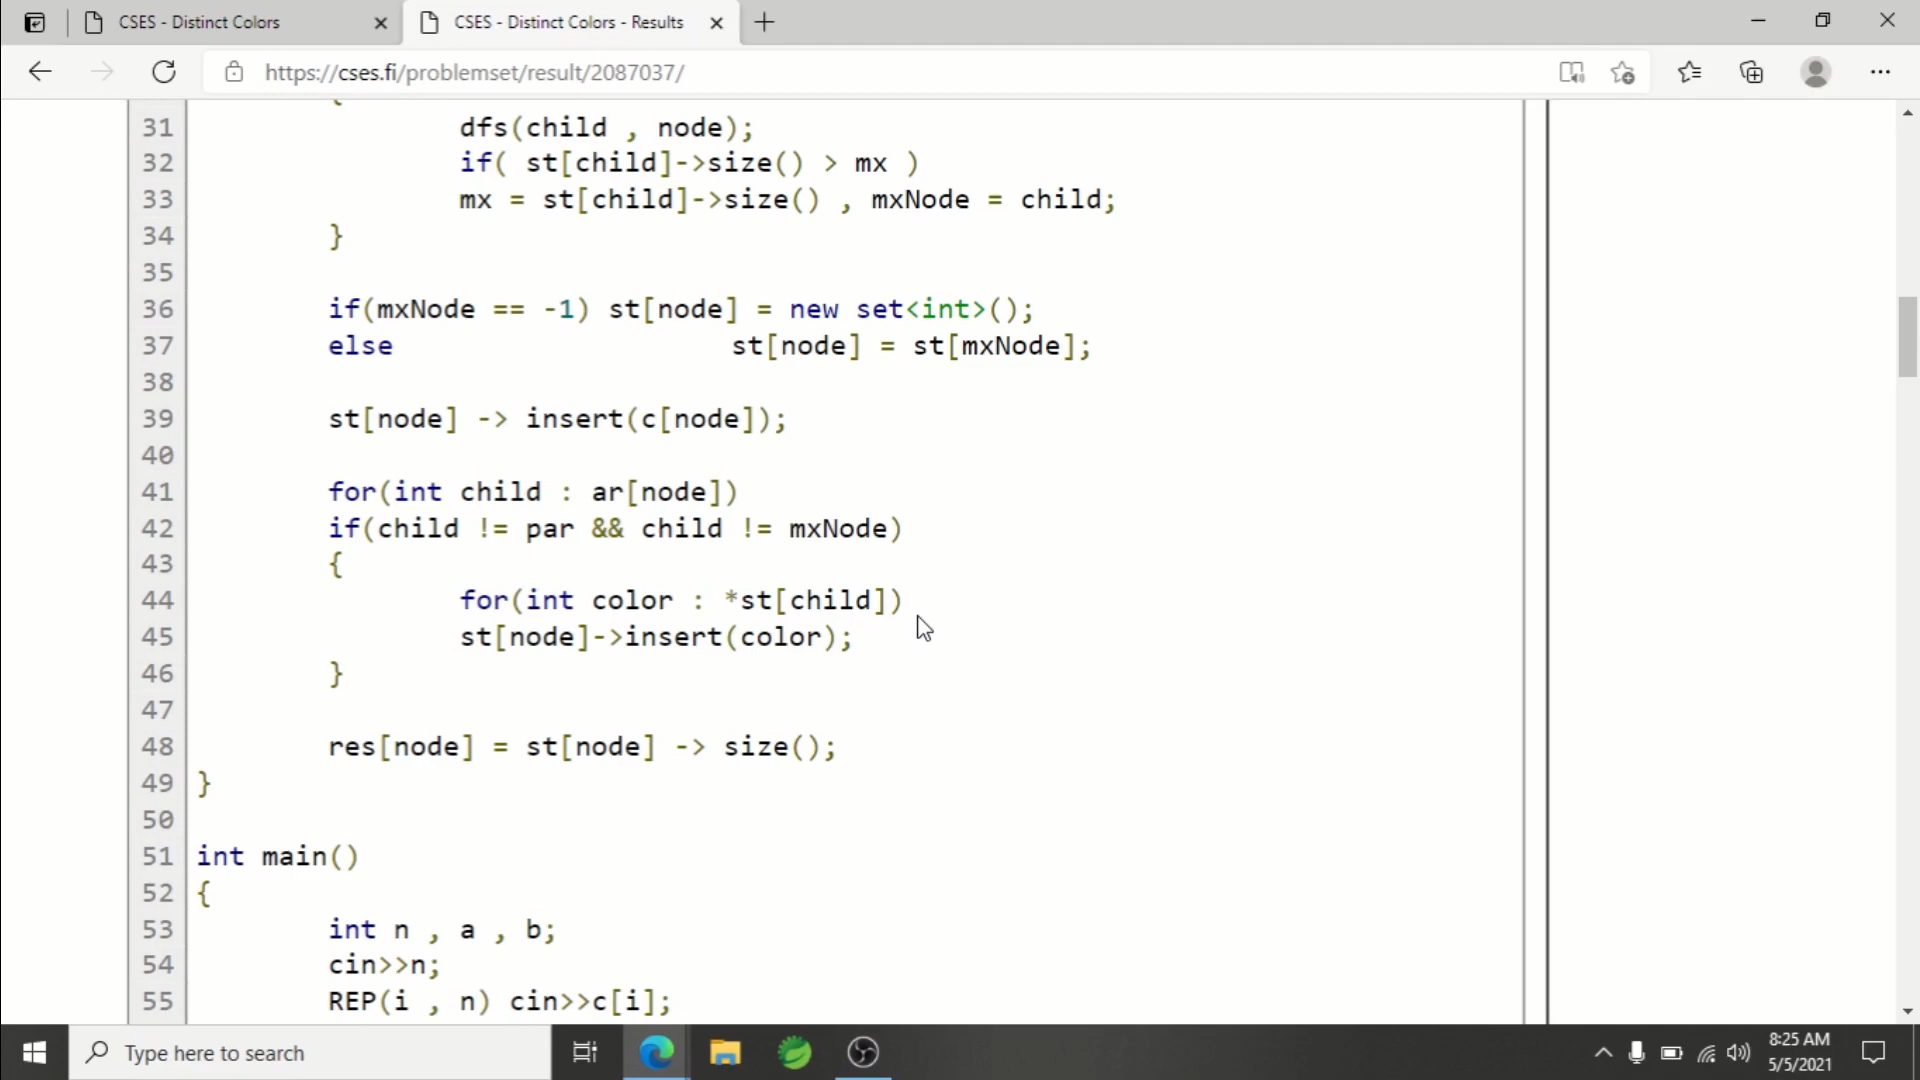 CSES - Distinct Colors
CSES - Distinct Colors - Results
https://cses.fi/problemset/result/2087037/
31 dfs(child , node);
32 if( st[child]->size() > mx )
33 mx = st[child]->size() , mxNode = child;
34 }
35
36 if(mxNode == -1) st[node] = new set<int>();
37 else st[node] = st[mxNode];
38
39 st[node] -> insert(c[node]);
40
41 for(int child : ar[node])
42 if(child != par && child != mxNode)
43 {
44 for(int color : *st[child])
45 st[node]->insert(color);
46 }
47
48 res[node] = st[node] -> size();
49 }
50
51 int main()
52 {
53 int n , a , b;
54 cin>>n;
55 REP(i , n) cin>>c[i];
Type here to search
8:25 AM
5/5/2021